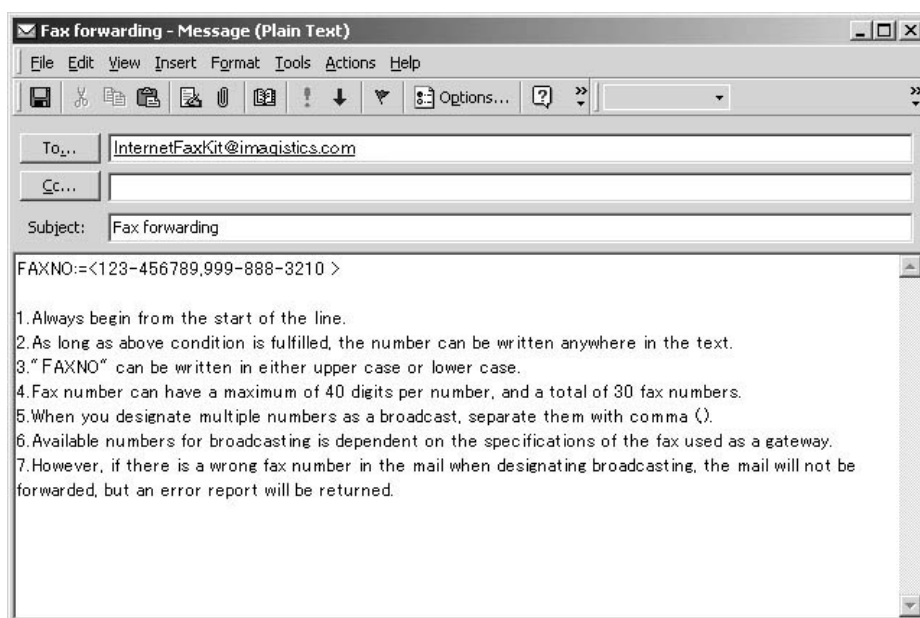 Fax forwarding - Message (Plain Text)
File Edit View Insert Format Tools Actions Help
Options...
To...
InternetFaxKit@imagistics.com
Cc...
Subject:
Fax forwarding
FAXNO:=<123-456789,999-888-3210 >
1.Always begin from the start of the line.
2.As long as above condition is fulfilled, the number can be written anywhere in the text.
3."FAXNO" can be written in either upper case or lower case.
4.Fax number can have a maximum of 40 digits per number, and a total of 30 fax numbers.
5.When you designate multiple numbers as a broadcast, separate them with comma ().
6.Available numbers for broadcasting is dependent on the specifications of the fax used as a gateway.
7.However, if there is a wrong fax number in the mail when designating broadcasting, the mail will not be
forwarded, but an error report will be returned.